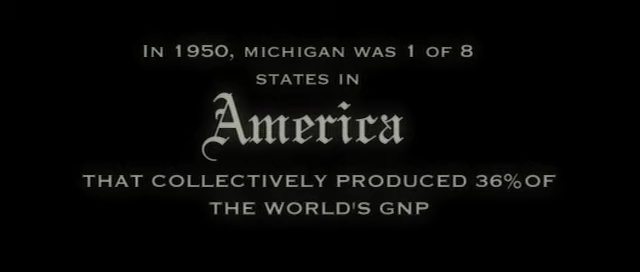 In 1950, Michigan was 1 of 8
states in
America
that collectively produced 36% of
the world's GNP